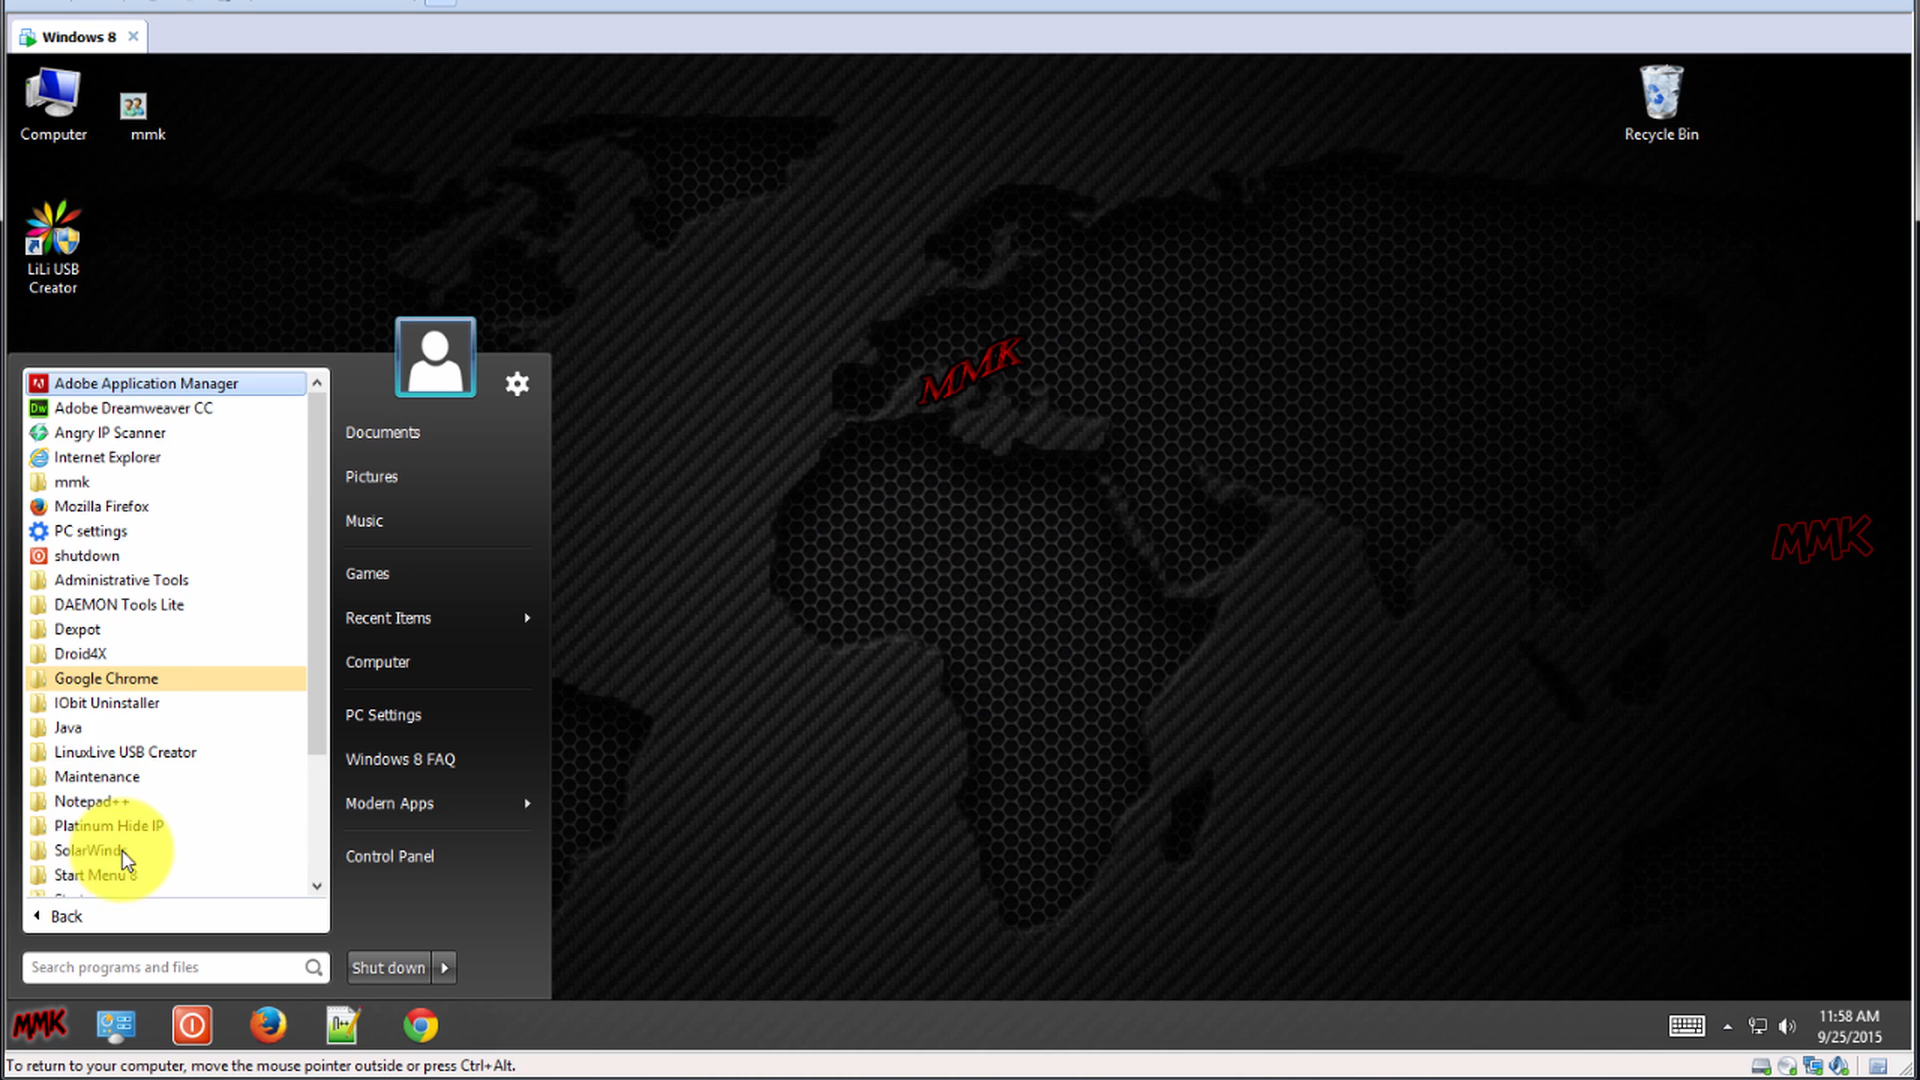 Windows 8
Computer
mmk
Recycle Bin
LiLi USB
Creator
MMK
MMK
Adobe Application Manager
Dw Adobe Dreamweaver CC
Angry IP Scanner
Internet Explorer
mmk
Mozilla Firefox
PC settings
shutdown
Administrative Tools
DAEMON Tools Lite
Dexpot
Droid4X
Google Chrome
IObit Uninstaller
Java
LinuxLive USB Creator
Maintenance
Notepad++
Platinum Hide IP
SolarWinds
Start Menu 8
Back
Search programs and files
Documents
Pictures
Music
Games
Recent Items
Computer
PC Settings
Windows 8 FAQ
Modern Apps
Control Panel
Shut down
MMK
11:58 AM
9/25/2015
To return to your computer, move the mouse pointer outside or press Ctrl+Alt.